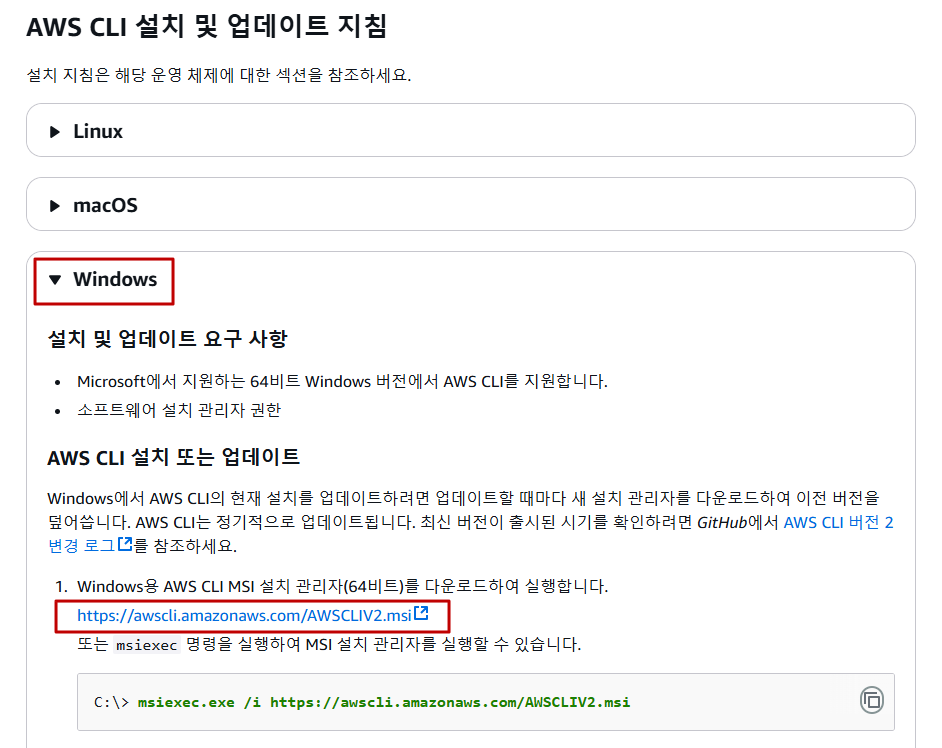 AWS CLI 설치 및 업데이트 지침
설치 지침은 해당 운영 체제에 대한 섹션을 참조하세요.
Linux
macOS
Windows
설치 및 업데이트 요구 사항
Microsoft에서 지원하는 64비트 Windows 버전에서 AWS CLI를 지원합니다.
소프트웨어 설치 관리자 권한
AWS CLI 설치 또는 업데이트
Windows에서 AWS CLI의 현재 설치를 업데이트하려면 업데이트할 때마다 새 설치 관리자를 다운로드하여 이전 버전을
덮어씁니다. AWS CLI는 정기적으로 업데이트됩니다. 최신 버전이 출시된 시기를 확인하려면 GitHub에서 AWS CLI 버전 2
변경 로그를 참조하세요.
1. Windows용 AWS CLI MSI 설치 관리자(64비트)를 다운로드하여 실행합니다.
https://awscli.amazonaws.com/AWSCLIV2.msi
또는 msiexec 명령을 실행하여 MSI 설치 관리자를 실행할 수 있습니다.
C:\> msiexec.exe /i https://awscli.amazonaws.com/AWSCLIV2.msi